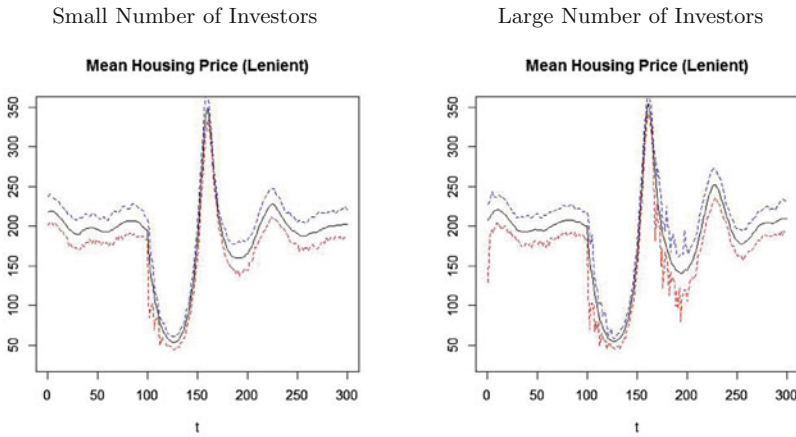 Small Number of Investors
Large Number of Investors
Mean Housing Price (Lenient)
Mean Housing Price (Lenient)
350
300
250
200
150
100
50
0 50 100 150 200 250 300
t
350
300
250
200
150
100
50
0 50 100 150 200 250 300
t